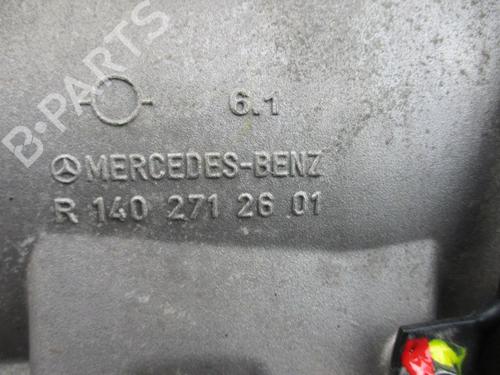 B-PARTS
6.1
MERCEDES-BENZ
R 140 271 26 01